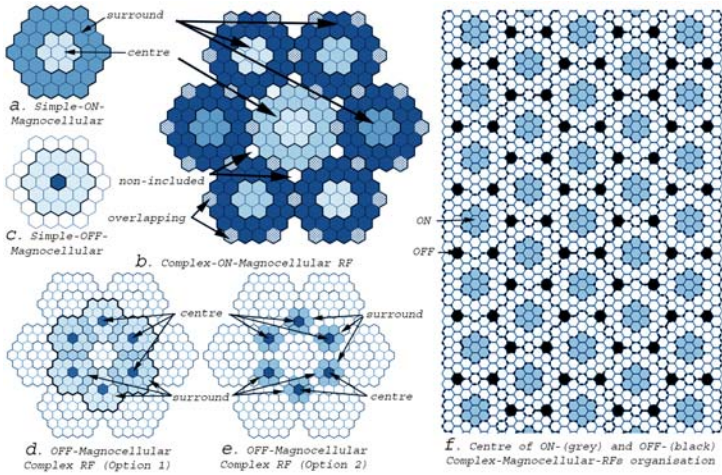 surround
centre
a. Simple-ON-
Magnocellular
c. Simple-OFF-
Magnocellular
non-included
overlapping
b. Complex-ON-Magnocellular RF
centre
surround
surround
centre
d. OFF-Magnocellular
Complex RF (Option 1)
e. OFF-Magnocellular
Complex RF (Option 2)
ON
OFF
f. Centre of ON-(grey) and OFF-(black)
Complex-Magnocellular-RFs organisation